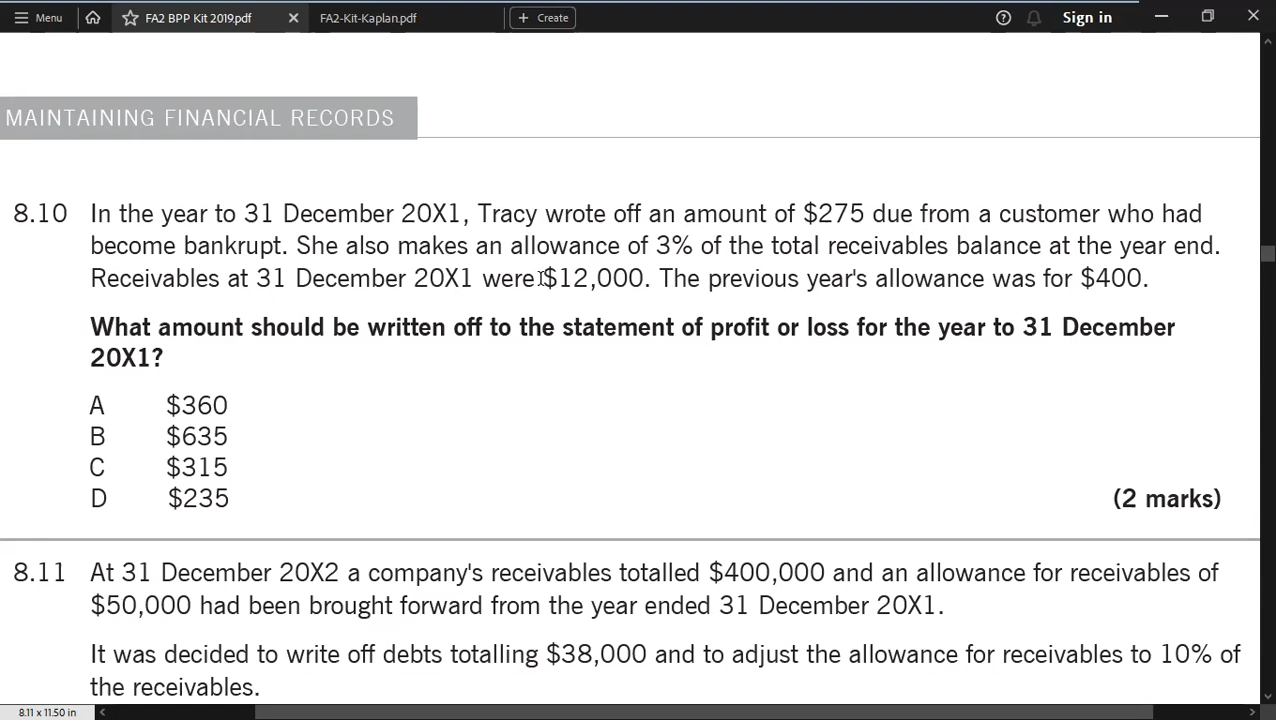 Menu
FA2 BPP Kit 2019.pdf
FA2-Kit-Kaplan.pdf
Create
Sign in
MAINTAINING FINANCIAL RECORDS
8.10 In the year to 31 December 20X1, Tracy wrote off an amount of $275 due from a customer who had
become bankrupt. She also makes an allowance of 3% of the total receivables balance at the year end.
Receivables at 31 December 20X1 were $12,000. The previous year's allowance was for $400.
What amount should be written off to the statement of profit or loss for the year to 31 December
20X1?
A $360
B $635
C $315
D $235 (2 marks)
8.11 At 31 December 20X2 a company's receivables totalled $400,000 and an allowance for receivables of
$50,000 had been brought forward from the year ended 31 December 20X1.
It was decided to write off debts totalling $38,000 and to adjust the allowance for receivables to 10% of
the receivables.
8.11 x 11.50 in